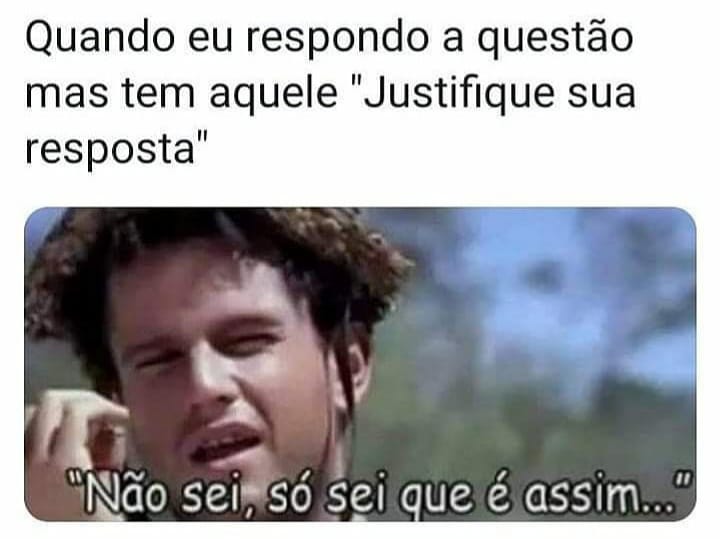 Quando eu respondo a questão
mas tem aquele "Justifique sua
resposta"
"Não sei, só sei que é assim..."